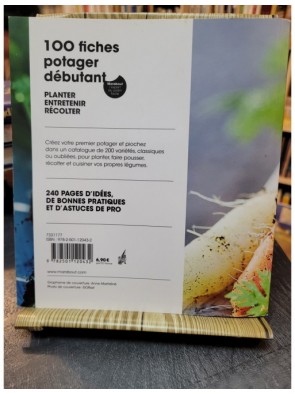 100 fiches
potager
débutant
PLANTER
ENTRETENIR
RÉCOLTER
Créez votre premier potager et piochez
dans un catalogue de 200 variétés, classiques
ou oubliées, pour planter, faire pousser,
récolter et cuisiner vos propres légumes.
240 PAGES D'IDÉES,
DE BONNES PRATIQUES
ET D'ASTUCES DE PRO
6,90 €
www.marabout.com